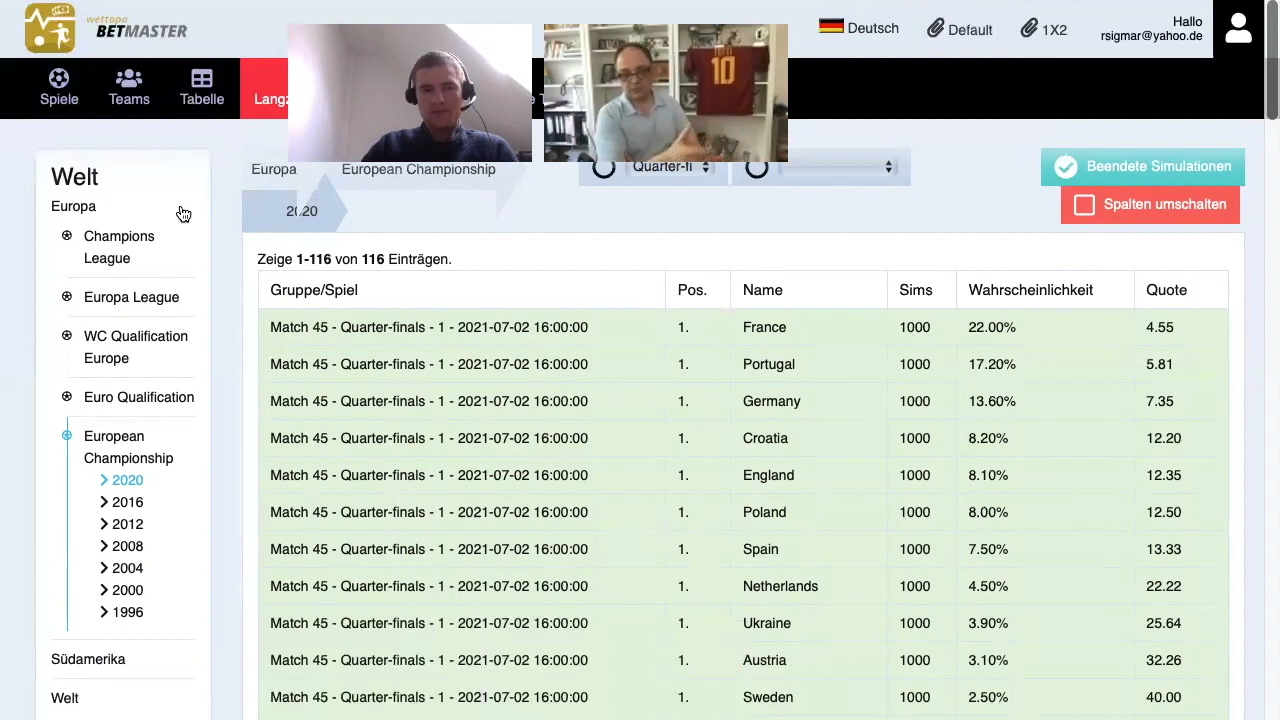 wettopa
BETMASTER
Deutsch
Default
1X2
Hallo
rsigmar@yahoo.de
Spiele
Teams
Tabelle
10
Welt
Europa
Champions
League
Europa League
WC Qualification
Europe
Euro Qualification
European
Championship
2020
2016
2012
2008
2004
2000
1996
Südamerika
Welt
Europa
European Championship
2020
Quarter-fi
Beendete Simulationen
Spalten umschalten
Zeige 1-116 von 116 Einträgen.
Gruppe/Spiel Pos. Name Sims Wahrscheinlichkeit Quote
Match 45 - Quarter-finals - 1 - 2021-07-02 16:00:00 1. France 1000 22.00% 4.55
Match 45 - Quarter-finals - 1 - 2021-07-02 16:00:00 1. Portugal 1000 17.20% 5.81
Match 45 - Quarter-finals - 1 - 2021-07-02 16:00:00 1. Germany 1000 13.60% 7.35
Match 45 - Quarter-finals - 1 - 2021-07-02 16:00:00 1. Croatia 1000 8.20% 12.20
Match 45 - Quarter-finals - 1 - 2021-07-02 16:00:00 1. England 1000 8.10% 12.35
Match 45 - Quarter-finals - 1 - 2021-07-02 16:00:00 1. Poland 1000 8.00% 12.50
Match 45 - Quarter-finals - 1 - 2021-07-02 16:00:00 1. Spain 1000 7.50% 13.33
Match 45 - Quarter-finals - 1 - 2021-07-02 16:00:00 1. Netherlands 1000 4.50% 22.22
Match 45 - Quarter-finals - 1 - 2021-07-02 16:00:00 1. Ukraine 1000 3.90% 25.64
Match 45 - Quarter-finals - 1 - 2021-07-02 16:00:00 1. Austria 1000 3.10% 32.26
Match 45 - Quarter-finals - 1 - 2021-07-02 16:00:00 1. Sweden 1000 2.50% 40.00